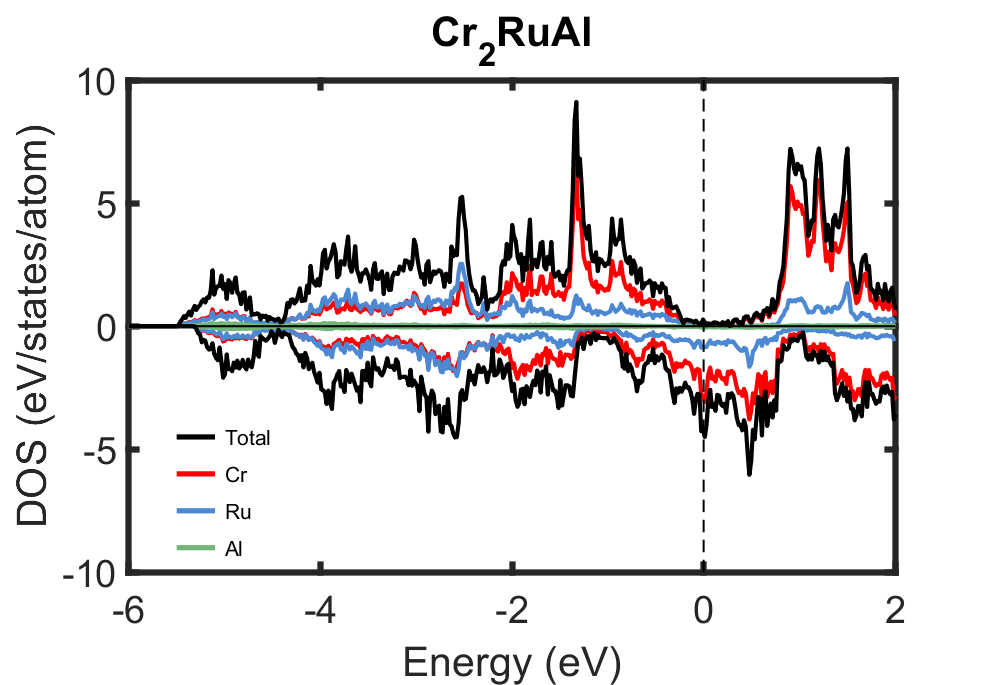 Cr2RuAl
10
5
0
-5
-10
DOS (eV/states/atom)
Total
Cr
Ru
Al
-6 -4 -2 0 2
Energy (eV)